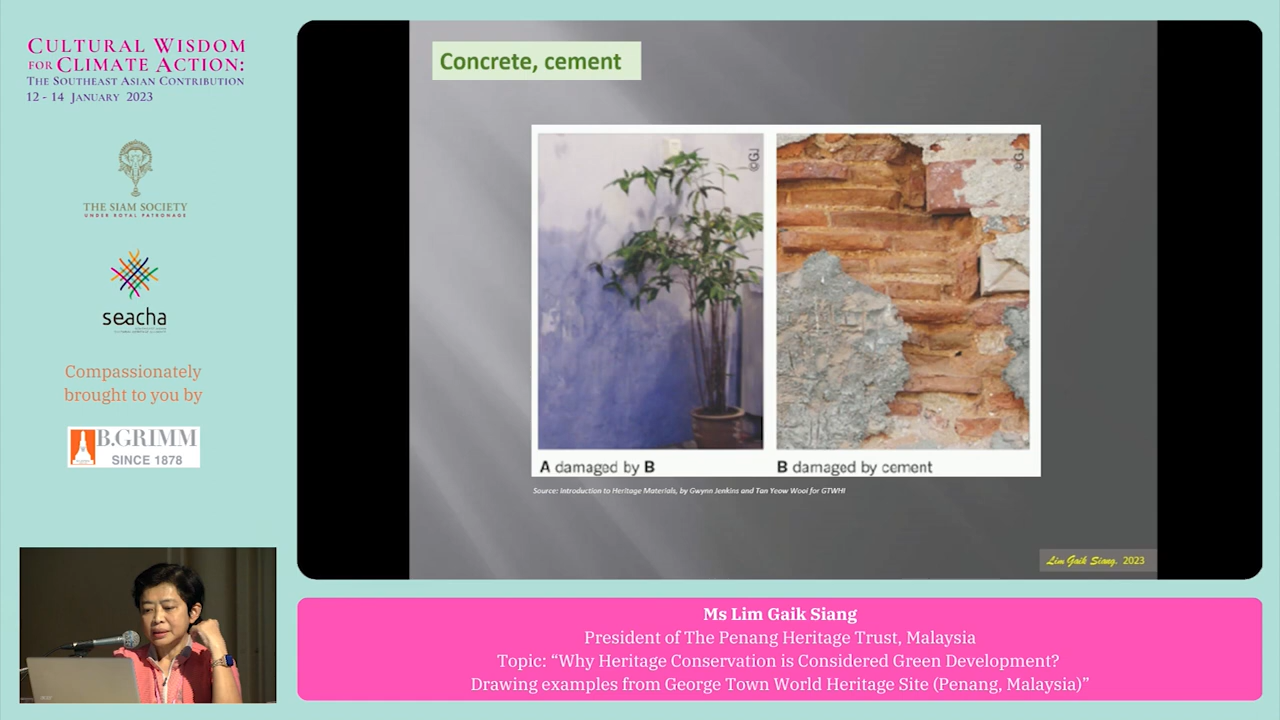 CULTURAL WISDOM
FOR CLIMATE ACTION:
THE SOUTHEAST ASIAN CONTRIBUTION
12 - 14 JANUARY 2023
THE SIAM SOCIETY
UNDER ROYAL PATRONAGE
seacha
Compassionately
brought to you by
B.GRIMM
SINCE 1878
Concrete, cement
©GJ
©GJ
A damaged by B
B damaged by cement
Source: Introduction to Heritage Materials, by Gwynn Jenkins and Tan Yeow Wooi for GTWHI
Lim Gaik Siang. 2023
Ms Lim Gaik Siang
President of The Penang Heritage Trust, Malaysia
Topic: “Why Heritage Conservation is Considered Green Development?
Drawing examples from George Town World Heritage Site (Penang, Malaysia)”